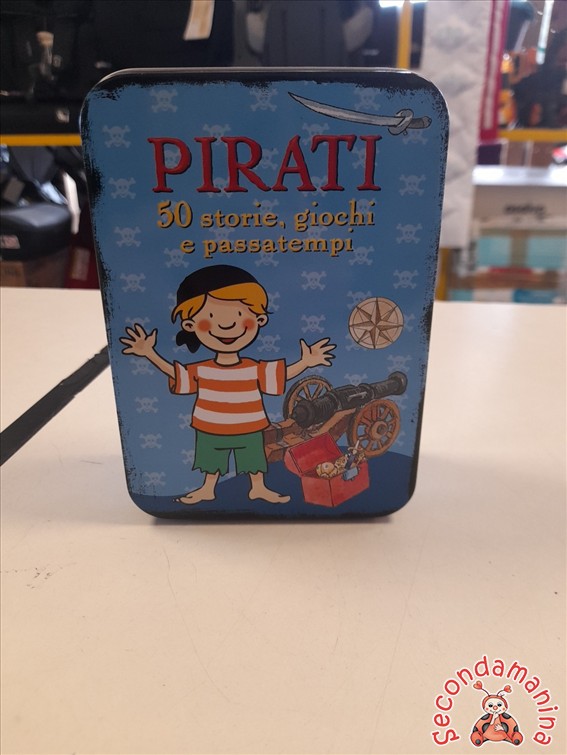 PIRATI
50 storie, giochi
e passatempi
Secondamanina